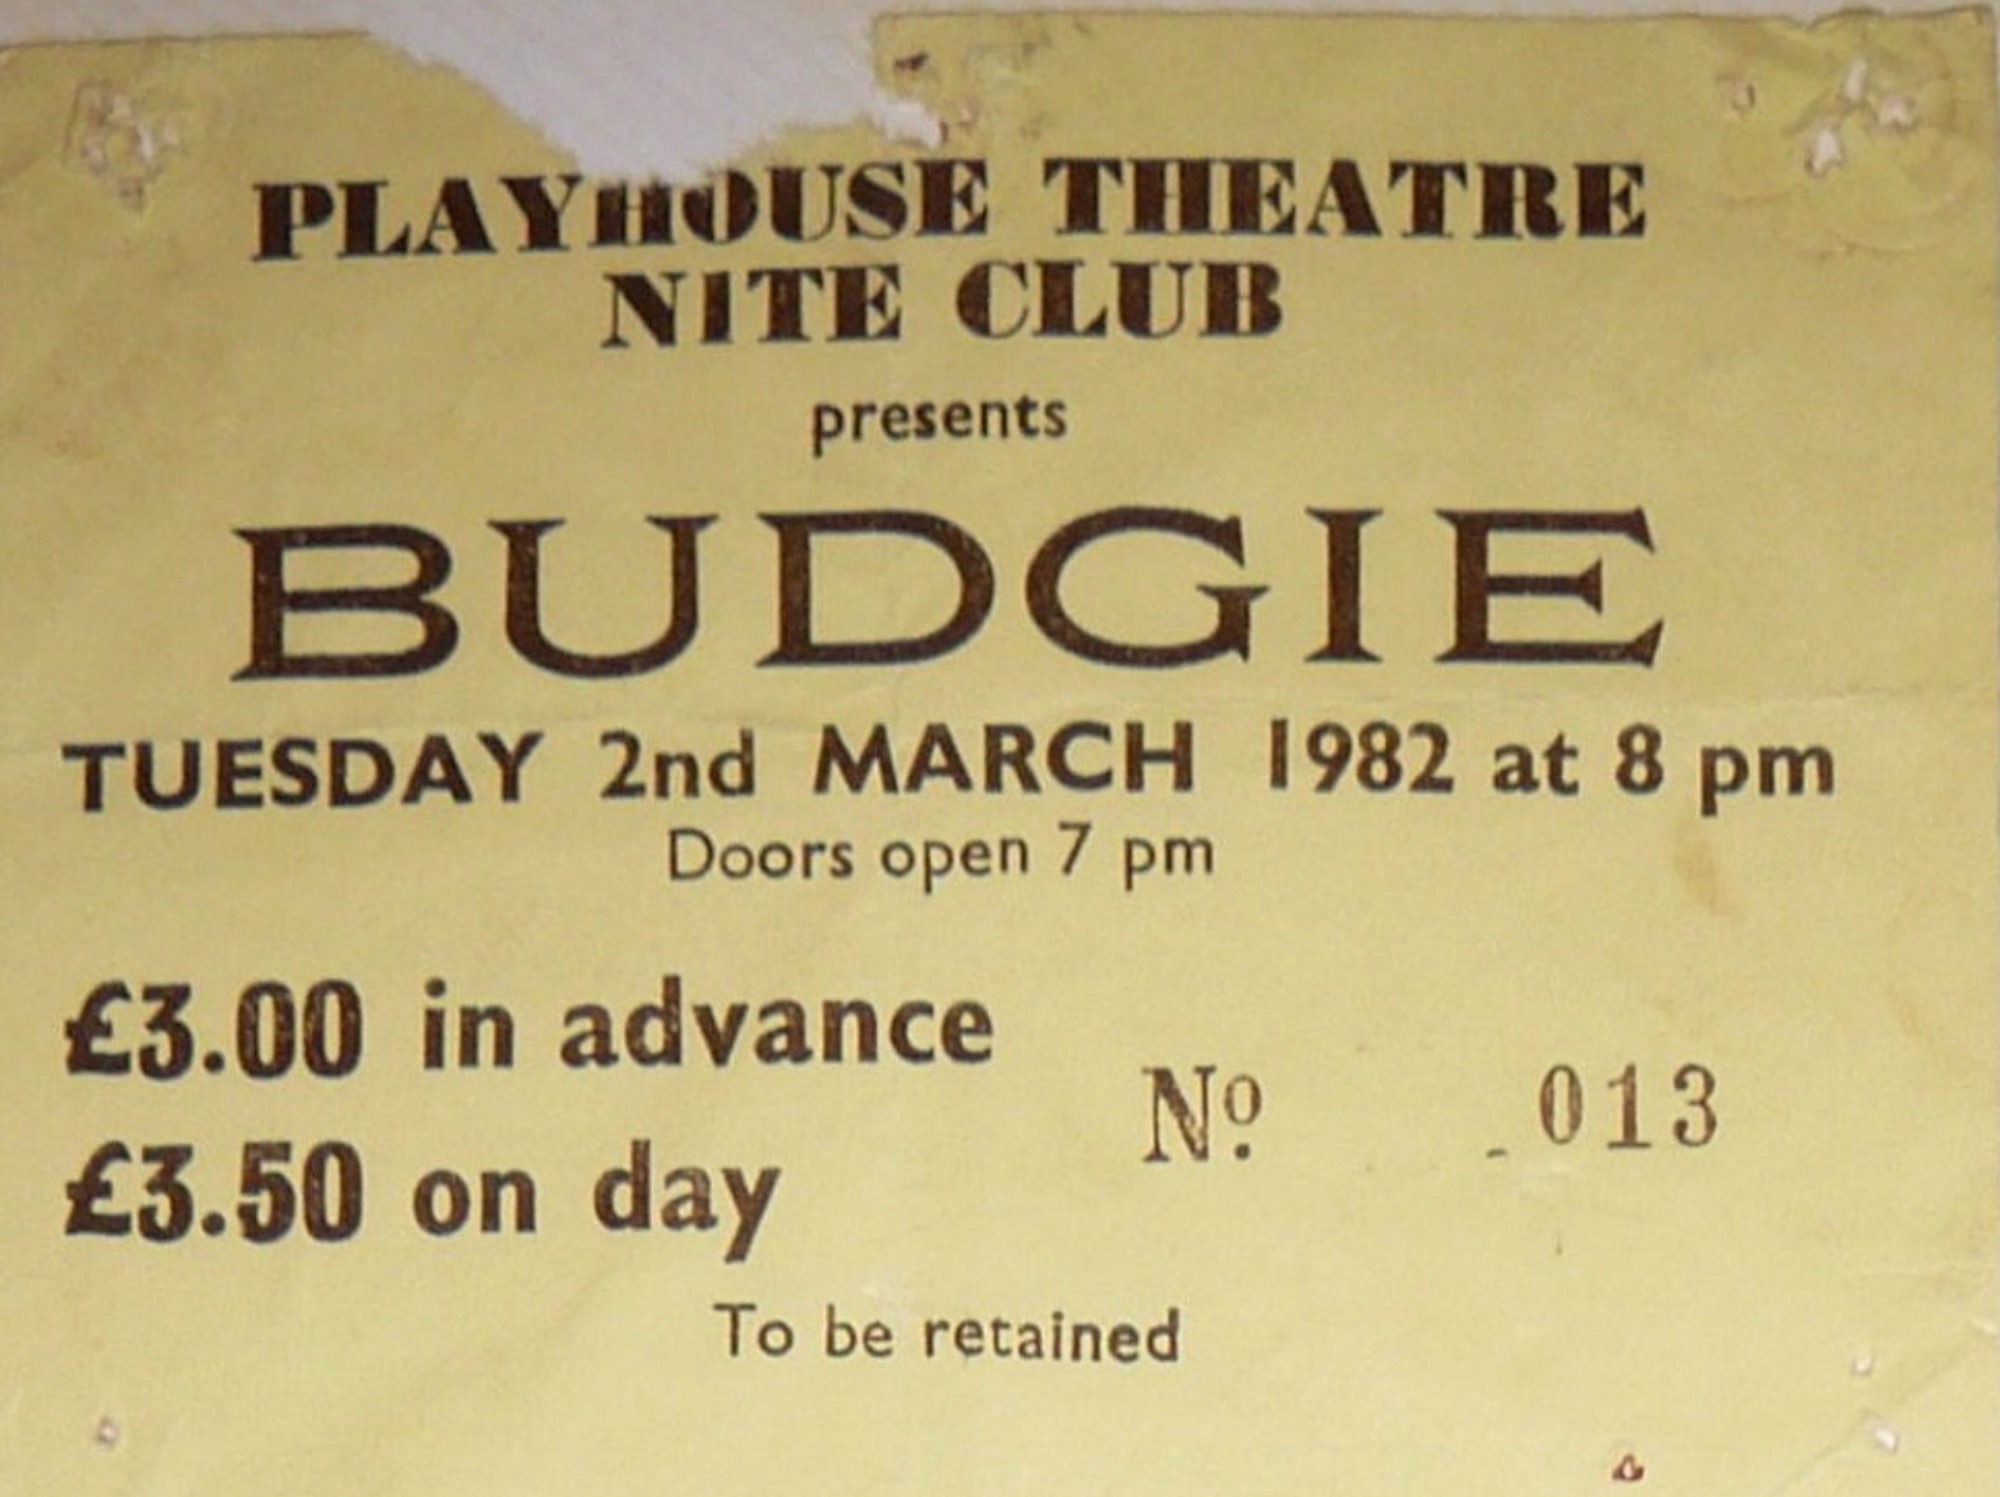 PLAYHOUSE THEATRE
NITE CLUB
presents
BUDGIE
TUESDAY 2nd MARCH 1982 at 8 pm
Doors open 7 pm
£3.00 in advance
Nº. 013
£3.50 on day
To be retained